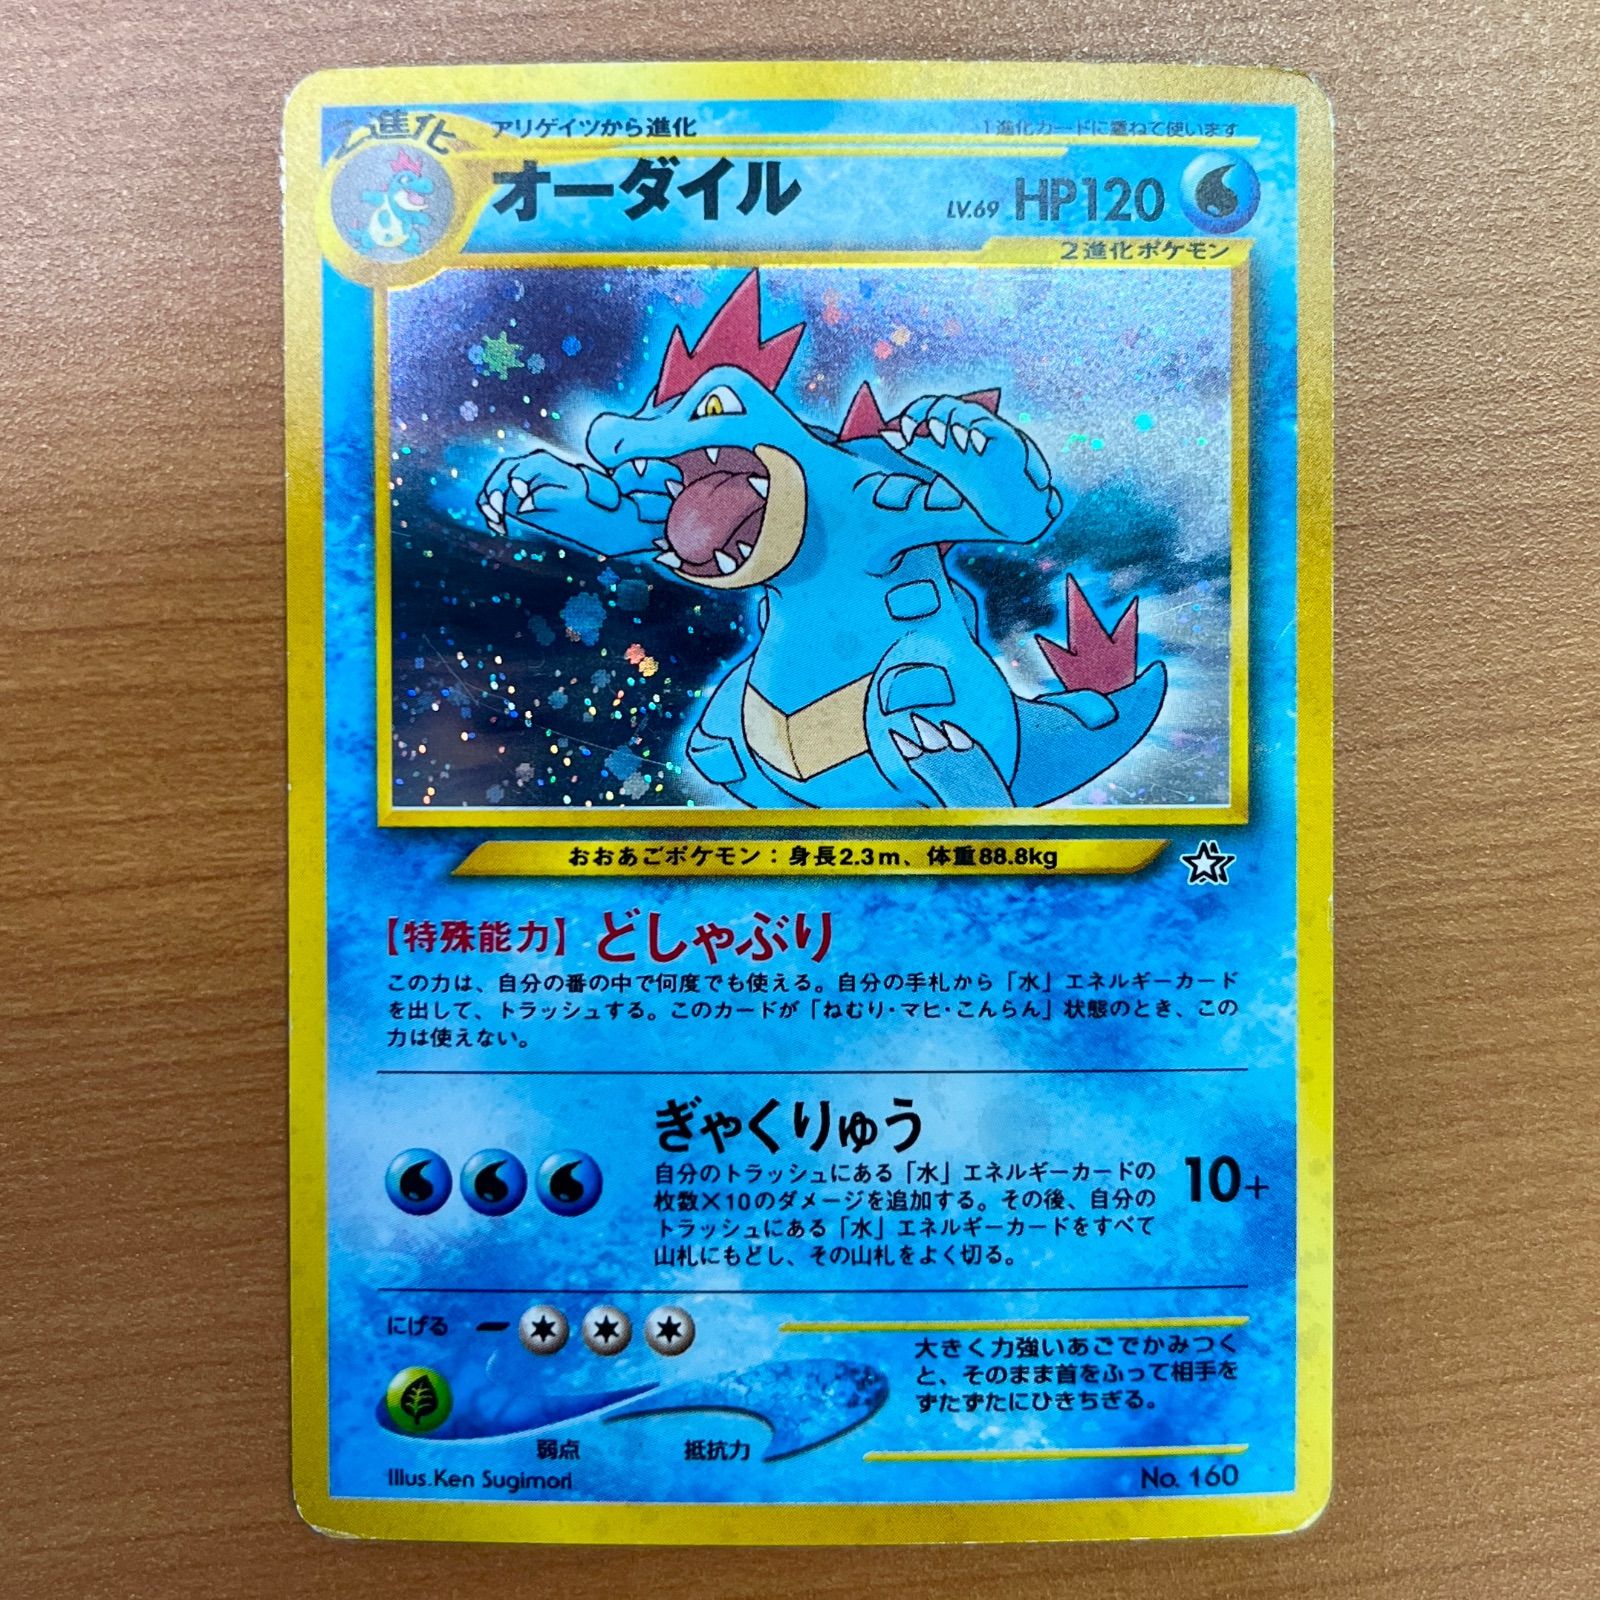 2進化
アリゲイツから進化
1進化カードに重ねて使います
オーダイル
LV.69 HP120
2進化ポケモン
おおあごポケモン：身長2.3m、体重88.8kg
【特殊能力】どしゃぶり
この力は、自分の番の中で何度でも使える。自分の手札から「水」エネルギーカード
を出して、トラッシュする。このカードが「ねむり・マヒ・こんらん」状態のとき、この
力は使えない。
ぎゃくりゅう
自分のトラッシュにある「水」エネルギーカードの
枚数×10のダメージを追加する。その後、自分の
トラッシュにある「水」エネルギーカードをすべて
山札にもどし、その山札をよく切る。
10+
にげる
大きく力強いあごでかみつく
と、そのまま首をふって相手を
ずたずたにひきちぎる。
弱点
抵抗力
Illus.Ken Sugimori
No. 160